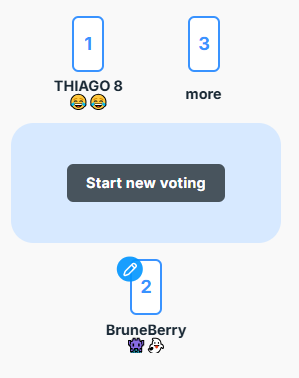 1
3
THIAGO 8
😂😂
more
Start new voting
2
BruneBerry
👾👻